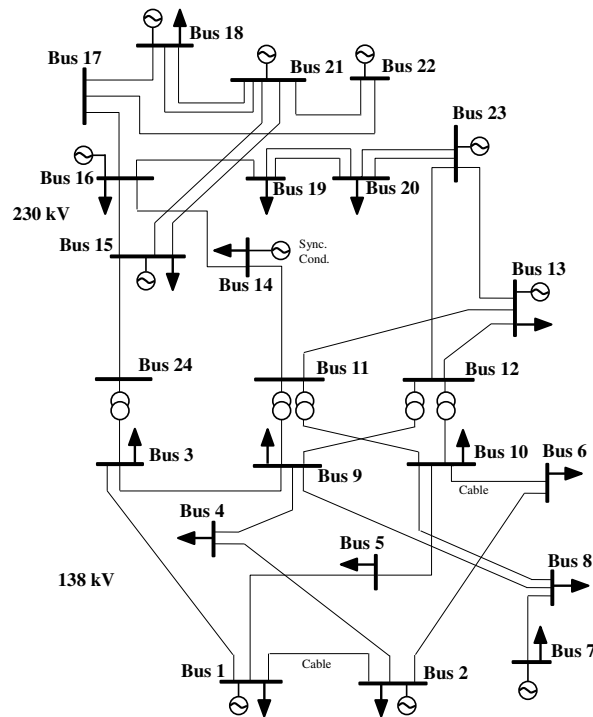 Bus 18
Bus 17
Bus 21
Bus 22
Bus 23
Bus 16
Bus 19
Bus 20
230 kV
Bus 15
Sync.
Cond.
Bus 14
Bus 13
Bus 24
Bus 11
Bus 12
Bus 3
Bus 9
Bus 10
Bus 6
Cable
Bus 4
Bus 5
Bus 8
138 kV
Bus 7
Bus 1
Cable
Bus 2